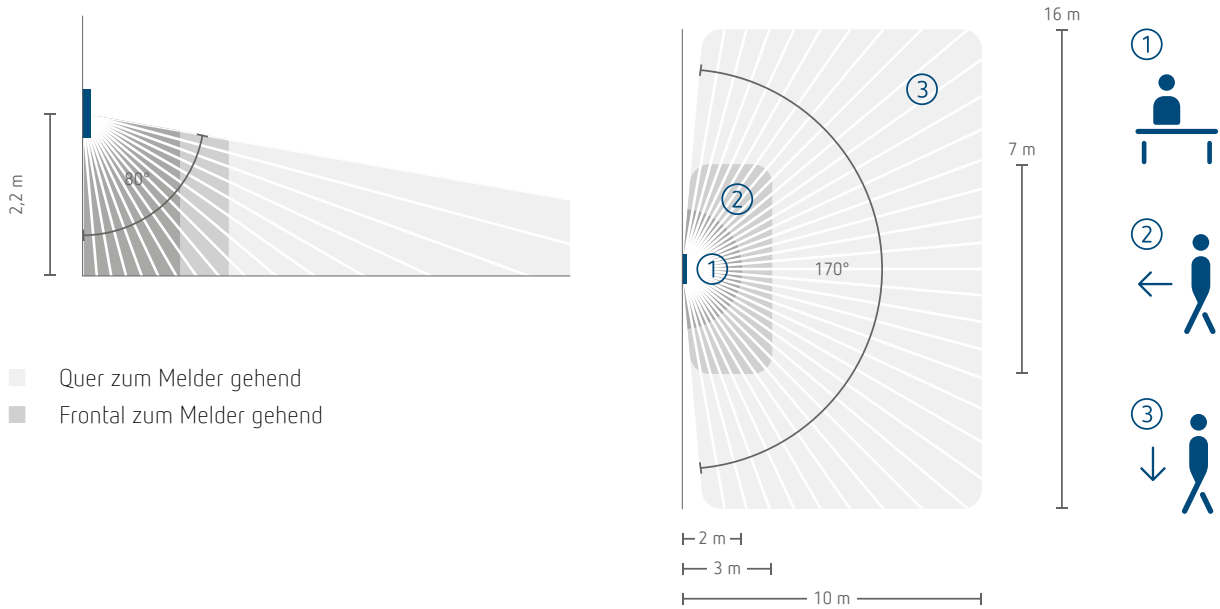 2,2 m
80°
Quer zum Melder gehend
Frontal zum Melder gehend
16 m
7 m
3
2
1
170°
2 m
3 m
10 m
1
2
3